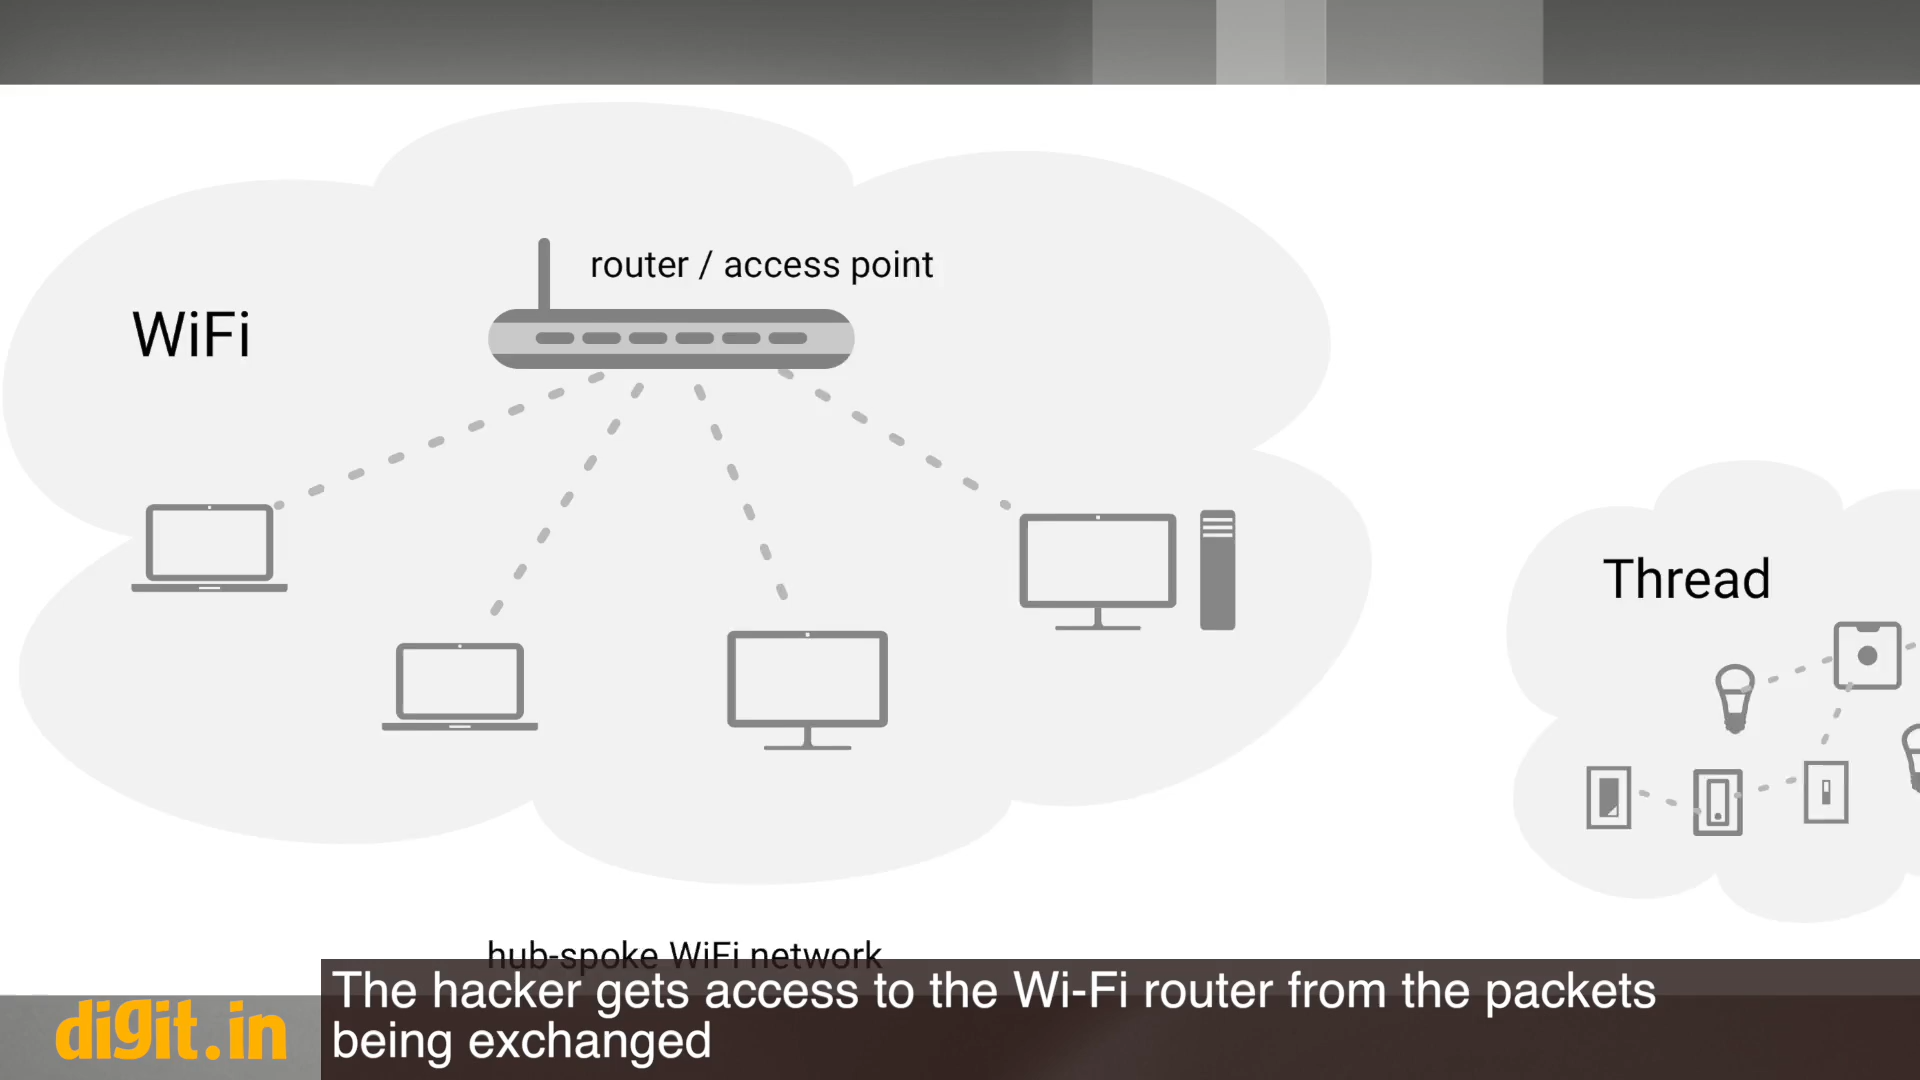 router / access point
WiFi
Thread
hub-spoke WiFi network
The hacker gets access to the Wi-Fi router from the packets
being exchanged
digit.in